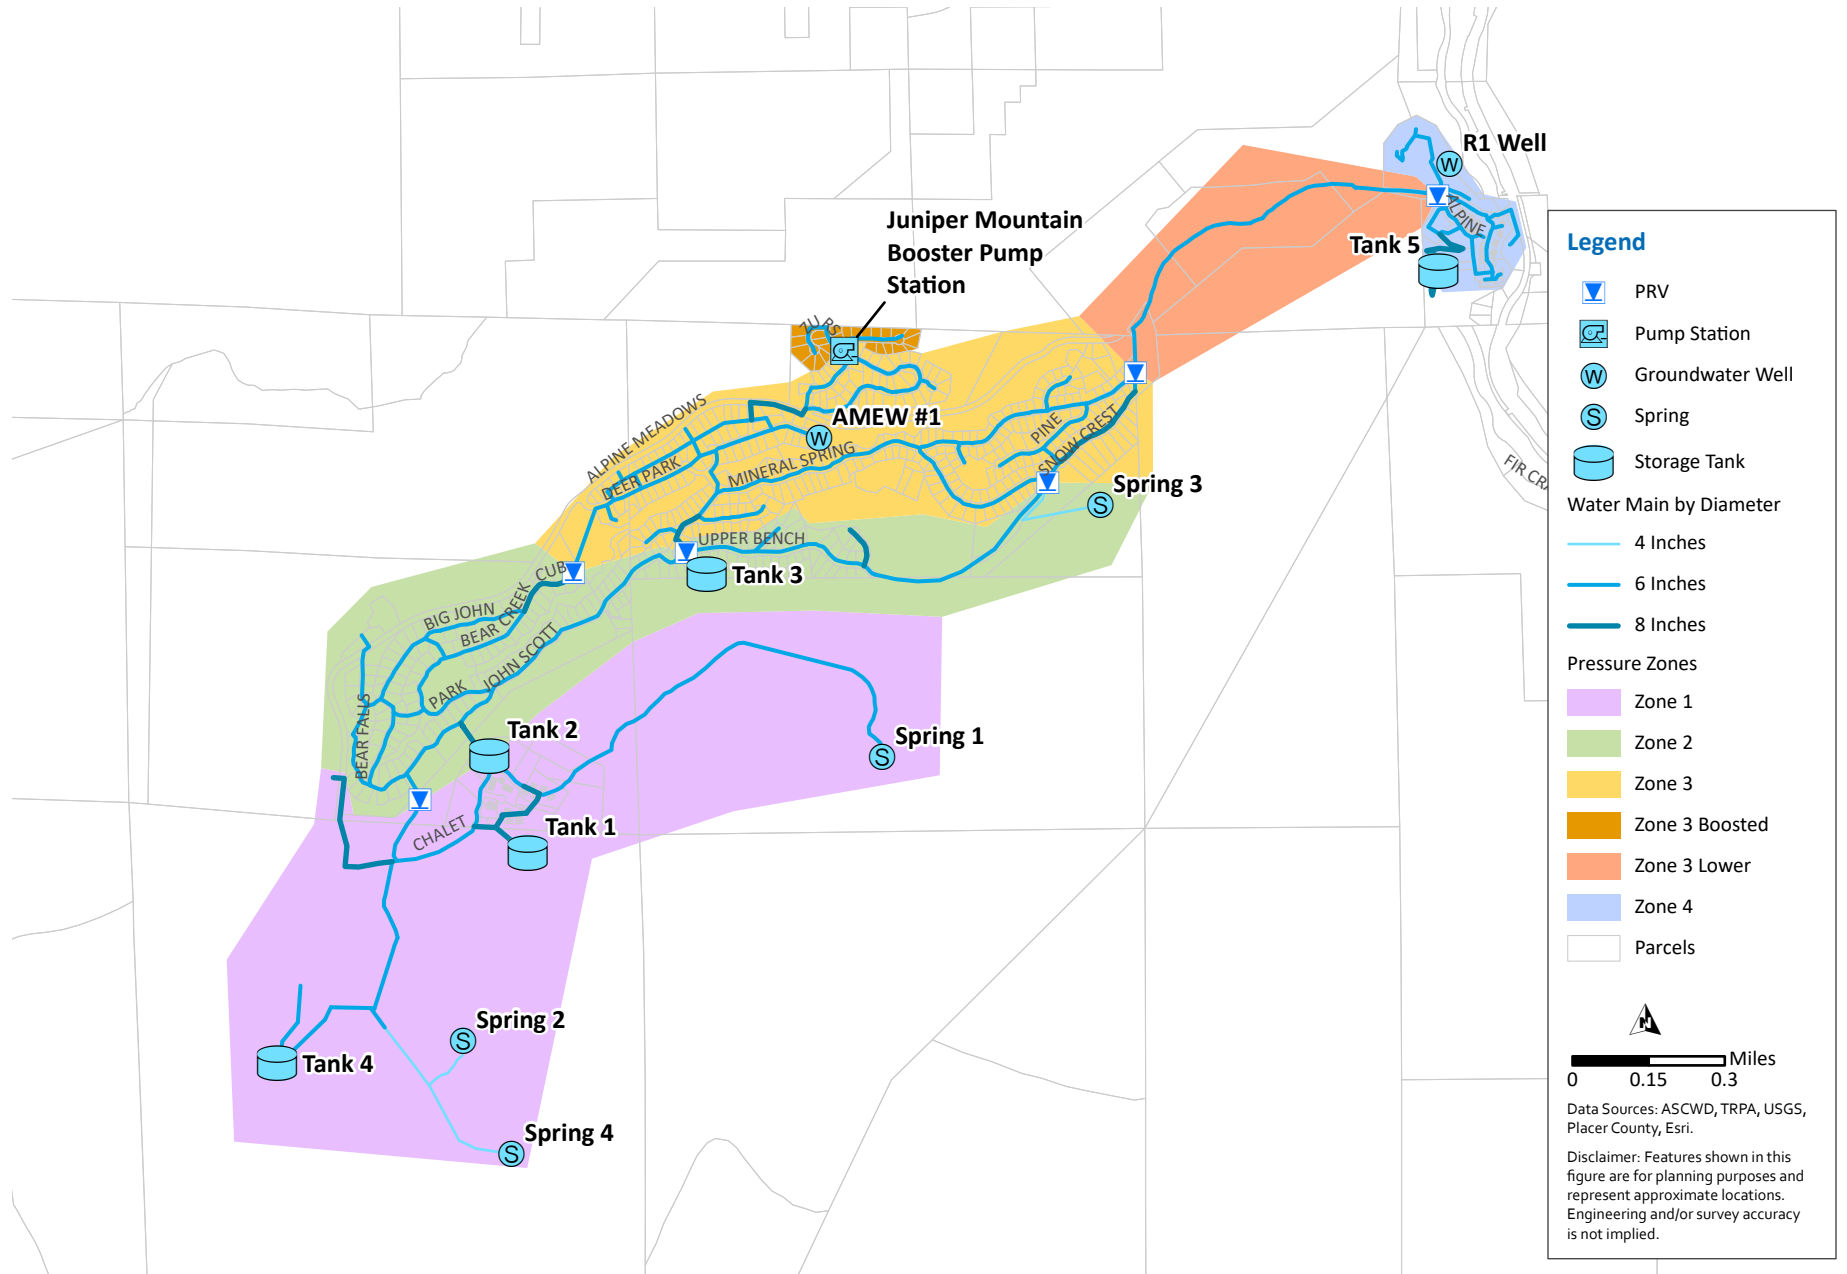 R1 Well
W
ALPINE
Tank 5
Juniper Mountain
Booster Pump
Station
AMEW #1
W
ALPINE MEADOWS
DEER PARK
MINERAL SPRING
PINE
SNOW CREST
Spring 3
S
UPPER BENCH
Tank 3
CUB
BIG JOHN
BEAR CREEK
JOHN SCOTT
PARK
BEAR FALLS
Tank 2
Spring 1
S
CHALET
Tank 1
Spring 2
S
Tank 4
Spring 4
S
Legend
PRV
Pump Station
W Groundwater Well
S Spring
Storage Tank
Water Main by Diameter
4 Inches
6 Inches
8 Inches
Pressure Zones
Zone 1
Zone 2
Zone 3
Zone 3 Boosted
Zone 3 Lower
Zone 4
Parcels
N
Miles
0 0.15 0.3
Data Sources: ASCWD, TRPA, USGS,
Placer County, Esri.
Disclaimer: Features shown in this
figure are for planning purposes and
represent approximate locations.
Engineering and/or survey accuracy
is not implied.